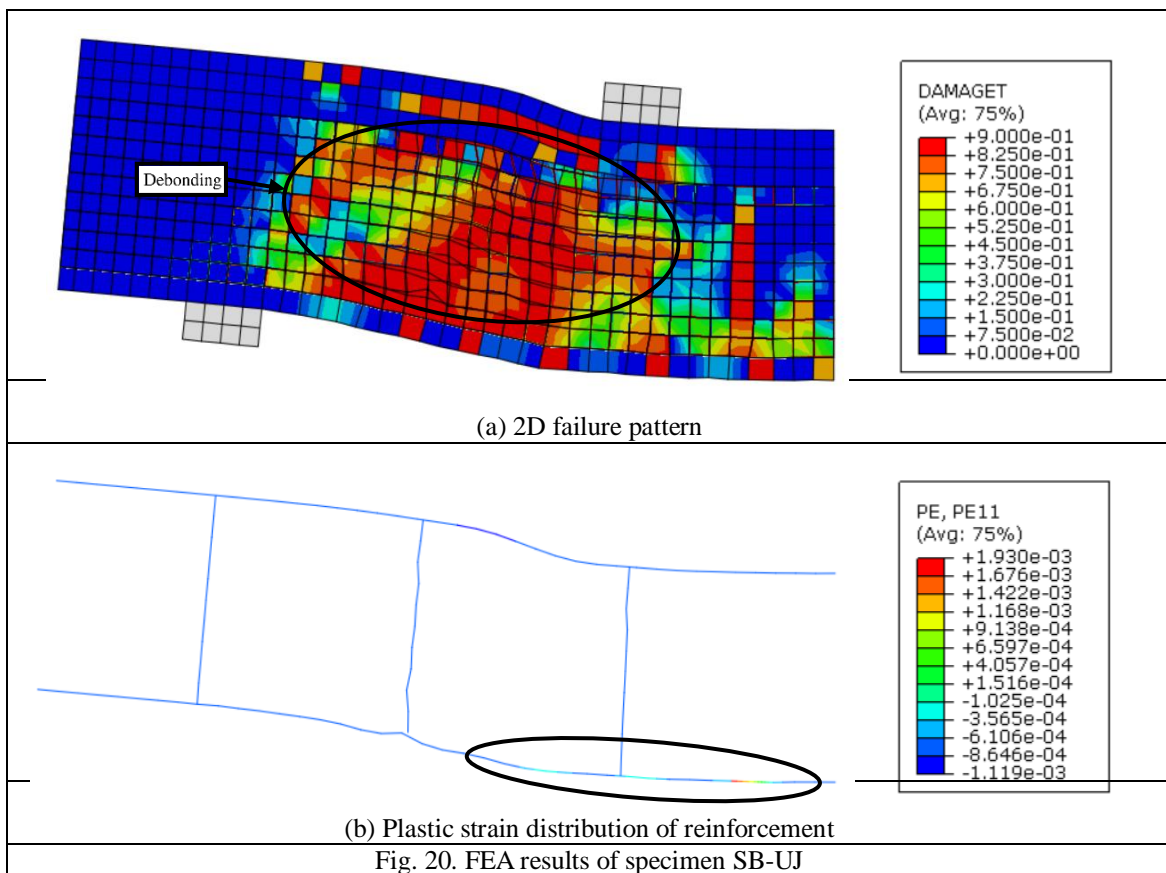 Debonding
DAMAGET
(Avg: 75%)
+9.000e-01
+8.250e-01
+7.500e-01
+6.750e-01
+6.000e-01
+5.250e-01
+4.500e-01
+3.750e-01
+3.000e-01
+2.250e-01
+1.500e-01
+7.500e-02
+0.000e+00
(a) 2D failure pattern
PE, PE11
(Avg: 75%)
+1.930e-03
+1.676e-03
+1.422e-03
+1.168e-03
+9.138e-04
+6.597e-04
+4.057e-04
+1.516e-04
-1.025e-04
-3.565e-04
-6.106e-04
-8.646e-04
-1.119e-03
(b) Plastic strain distribution of reinforcement
Fig. 20. FEA results of specimen SB-UJ